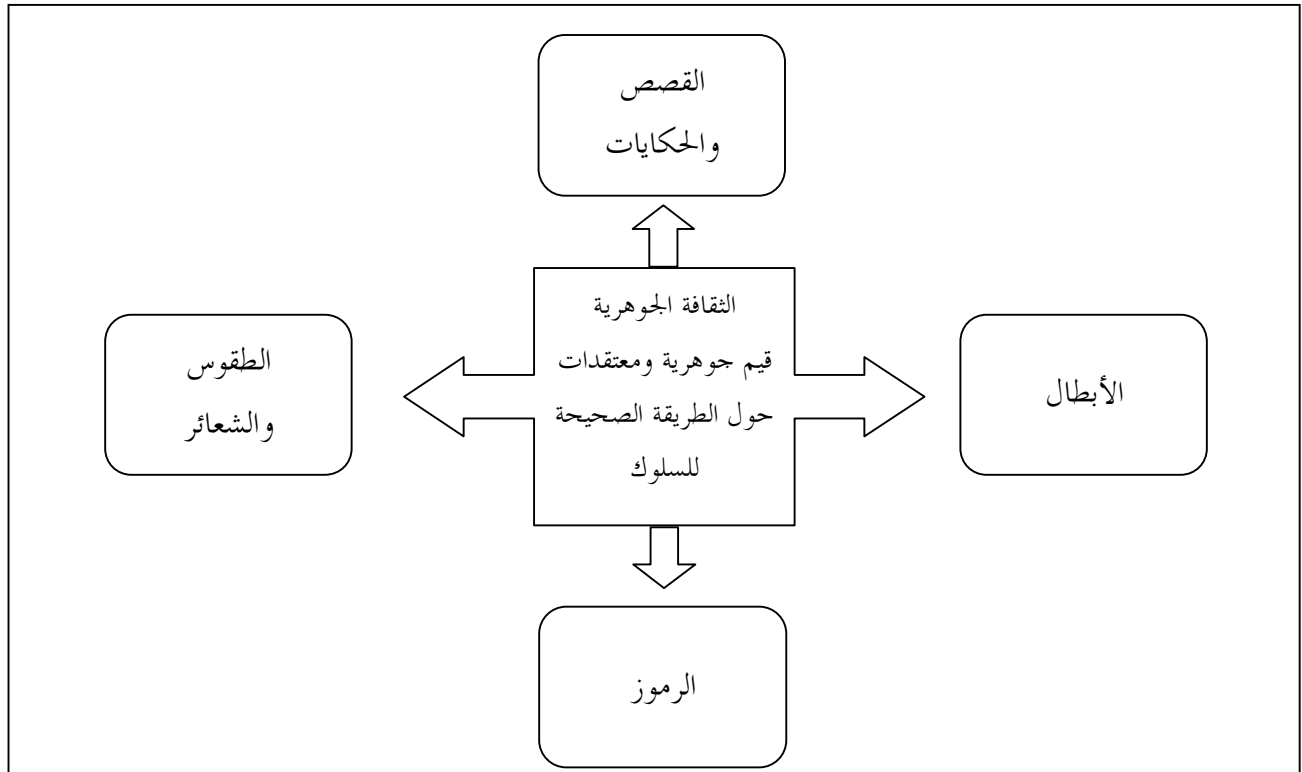 القصص
والحكايات
الثقافة الجوهرية
قيم جوهرية ومعتقدات
حول الطريقة الصحيحة
للسلوك
الأبطال
الطقوس
والشعائر
الرموز